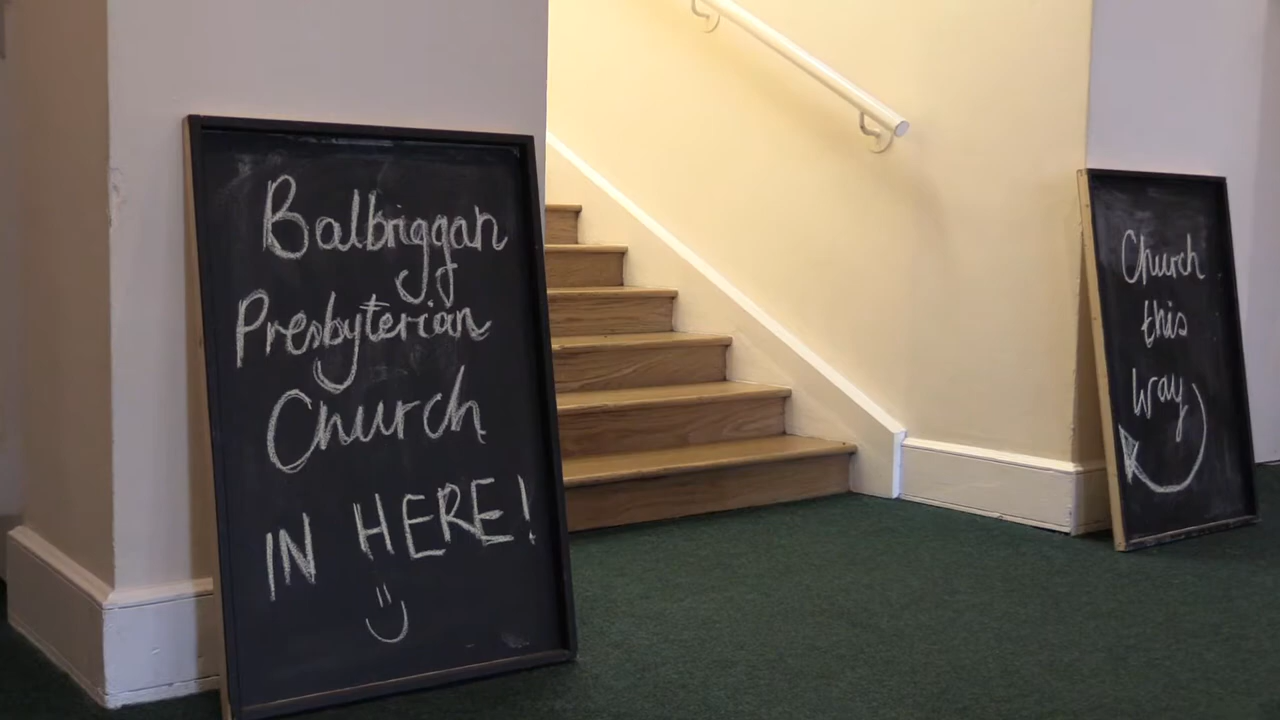 Balbriggan
Presbyterian
Church
IN HERE!
Church
this
way